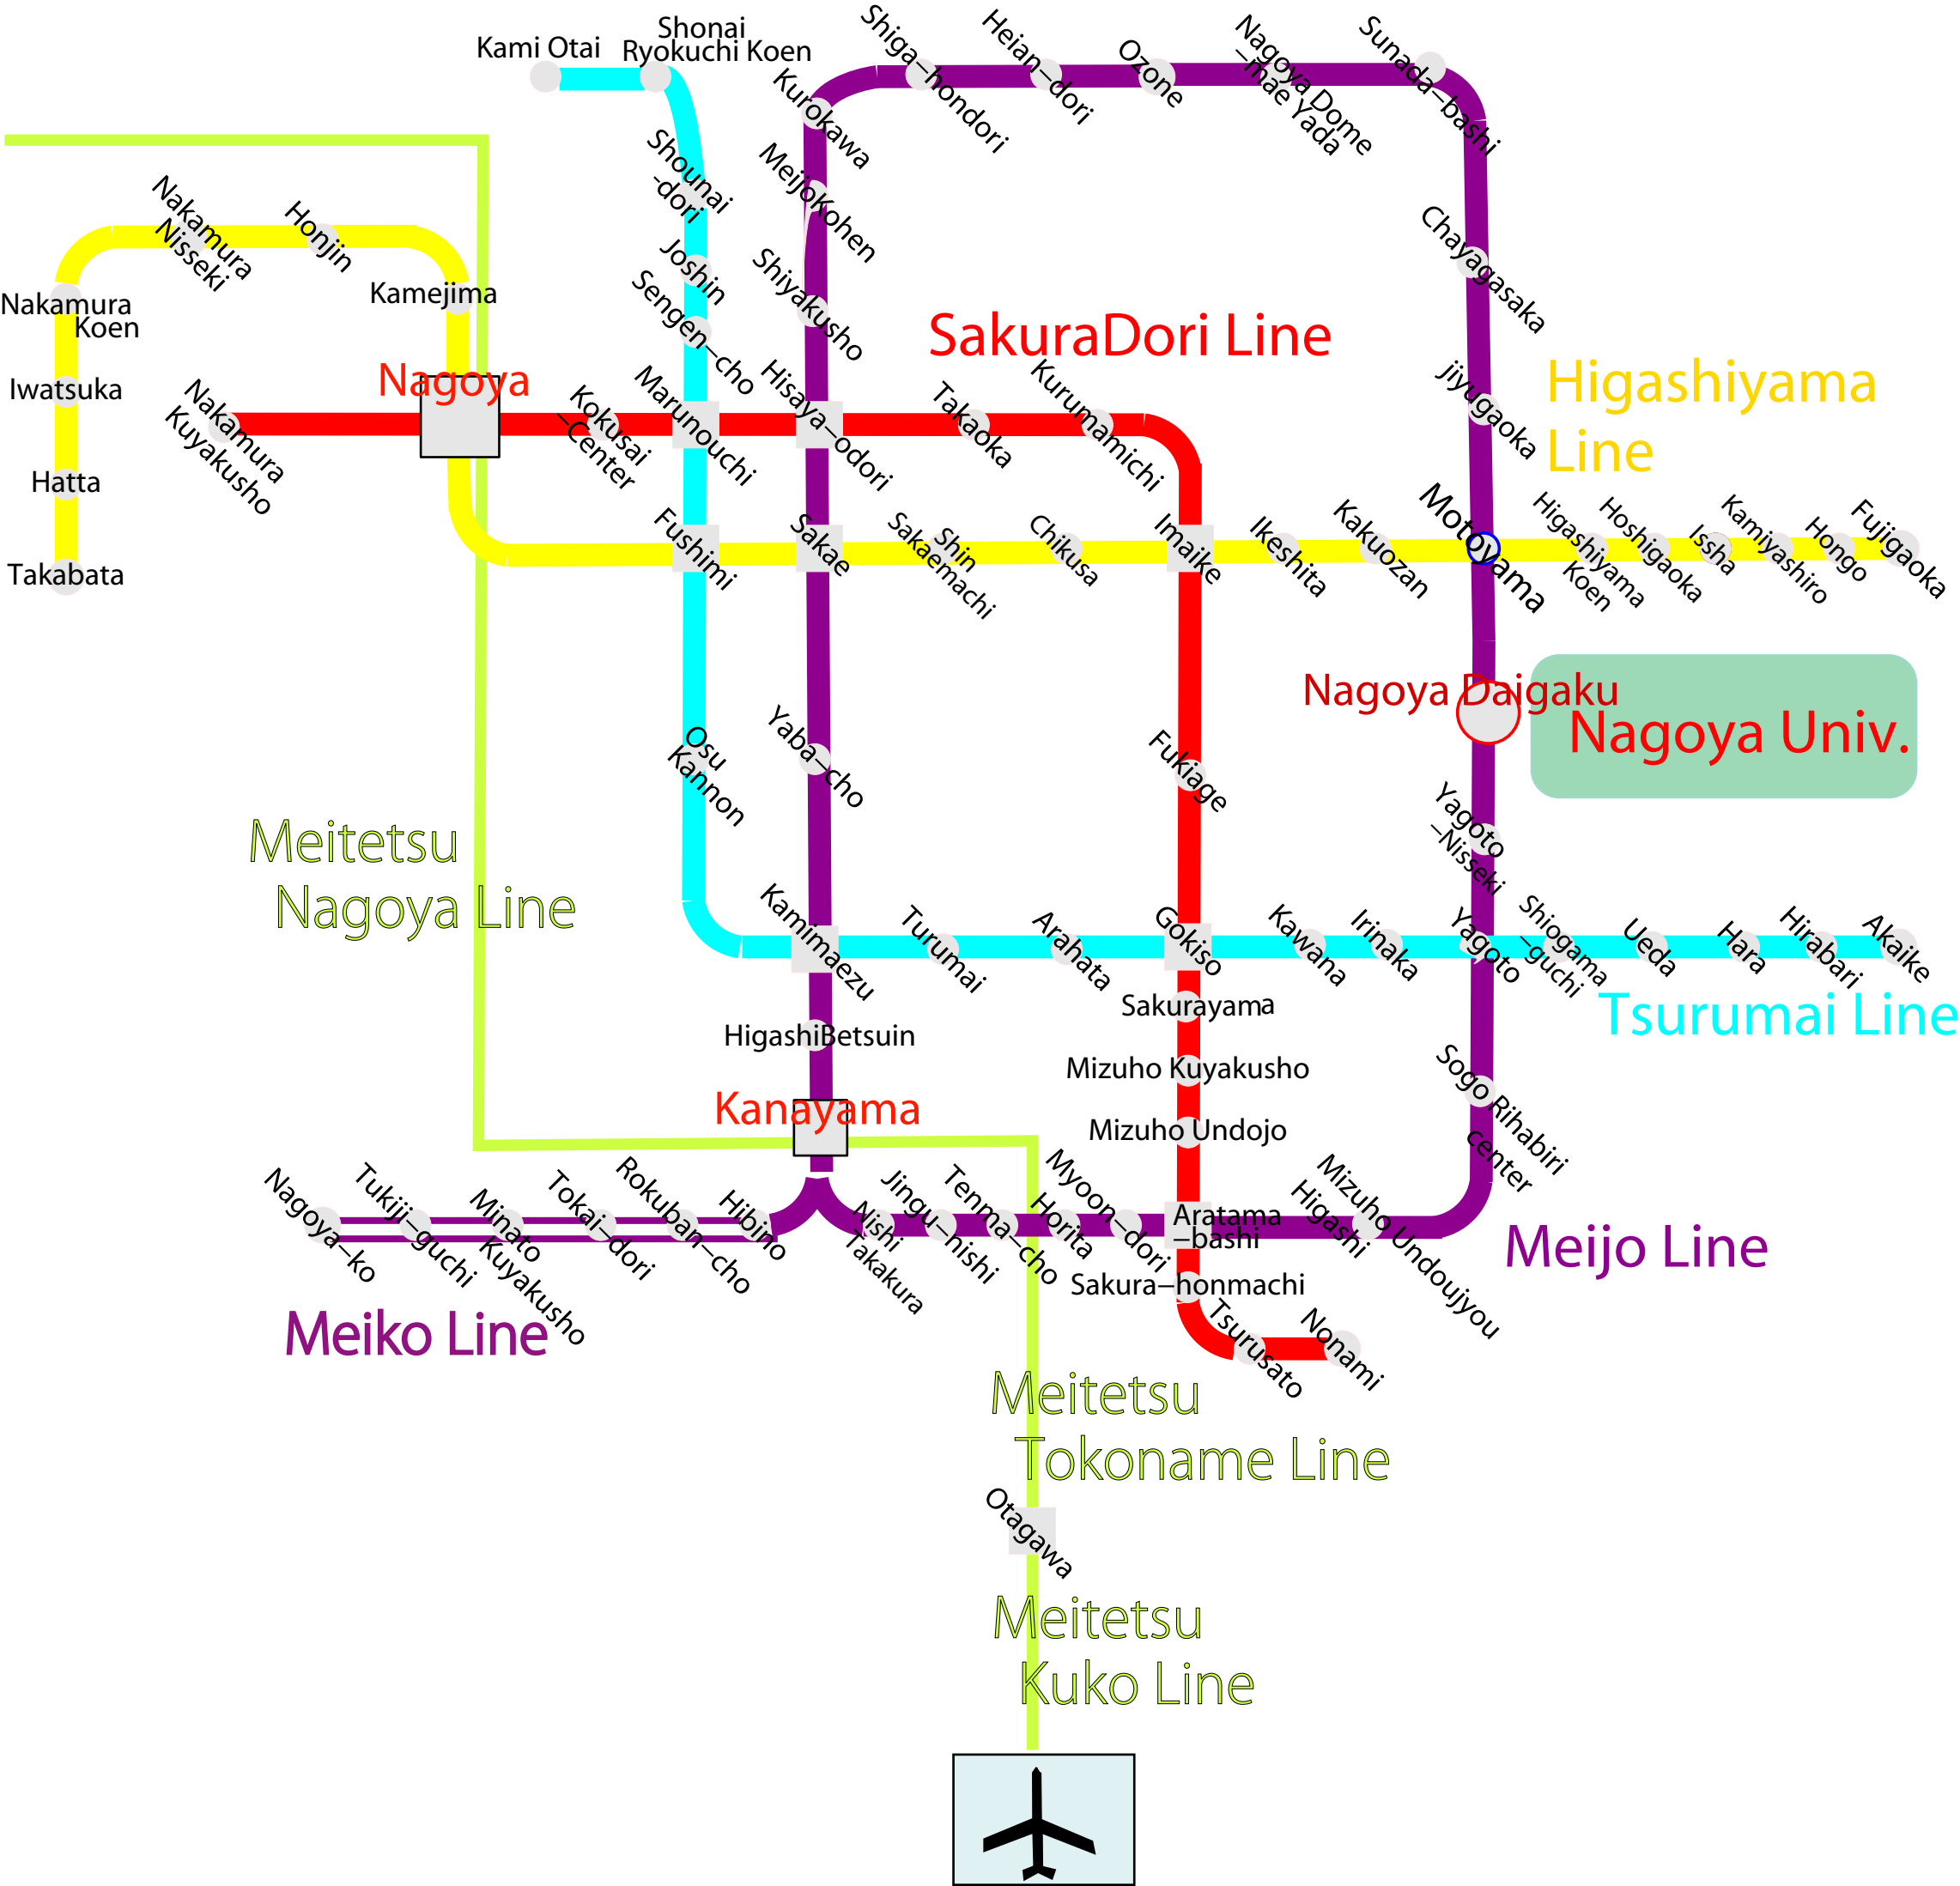 Kami Otai
Shonai
Ryokuchi Koen
Shiga-hondori
Heian-dori
Ozone
Nagoya Dome
-mae Yada
Sunada-bashi
Kurokawa
Shounai
-dori
MeijoKohen
Nakamura
Nisseki
Honjin
Joshin
Shiyakusho
Chayagasaka
Nakamura
Koen
Kamejima
Sengen-cho
SakuraDori Line
Iwatsuka
Nagoya
Higashiyama
Line
Nakamura
Kuyakusho
Kokusai
-Center
Marunouchi
Hisaya-odori
Takaoka
Kurumamichi
jiyugaoka
Hatta
Takabata
Fushimi
Sakae
Shin
Sakaemachi
Chikusa
Imaike
Ikeshita
Kakuozan
Motoyama
Higashiyama
Koen
Hoshigaoka
Issha
Kamiyashiro
Hongo
Fujigaoka
Nagoya Daigaku
Nagoya Univ.
Osu
Kannon
Yaba-cho
Fukiage
Yagoto
-Nisseki
Meitetsu
Nagoya Line
Kamimaezu
Turumai
Arahata
Gokiso
Kawana
Irinaka
Yagoto
Shiogama
-guchi
Ueda
Hara
Hirabari
Akaike
Sakurayama
Tsurumai Line
HigashiBetsuin
Mizuho Kuyakusho
Sogo Rihabiri
center
Kanayama
Mizuho Undojo
Nagoya-ko
Tukiji-guchi
Minato
Kuyakusho
Tokai-dori
Rokuban-cho
Hibino
Nishi
Takakura
Jingu-nishi
Tenma-cho
Horita
Myoon-dori
Aratama
-bashi
Mizuho Undoujyou
Higashi
Meijo Line
Sakura-honmachi
Meiko Line
Tsurusato
Nonami
Meitetsu
Tokoname Line
Otagawa
Meitetsu
Kuko Line